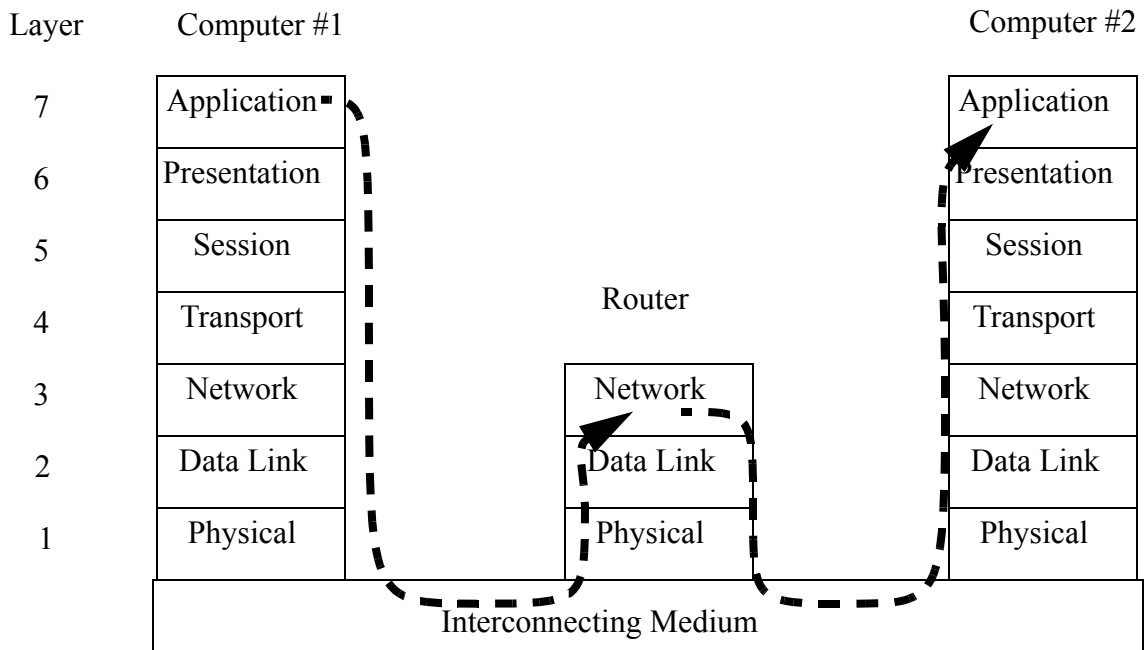 Layer Computer #1 Computer #2
7 Application Application
6 Presentation Presentation
5 Session Session
Router
4 Transport Transport
3 Network Network Network
2 Data Link Data Link Data Link
1 Physical Physical Physical
Interconnecting Medium